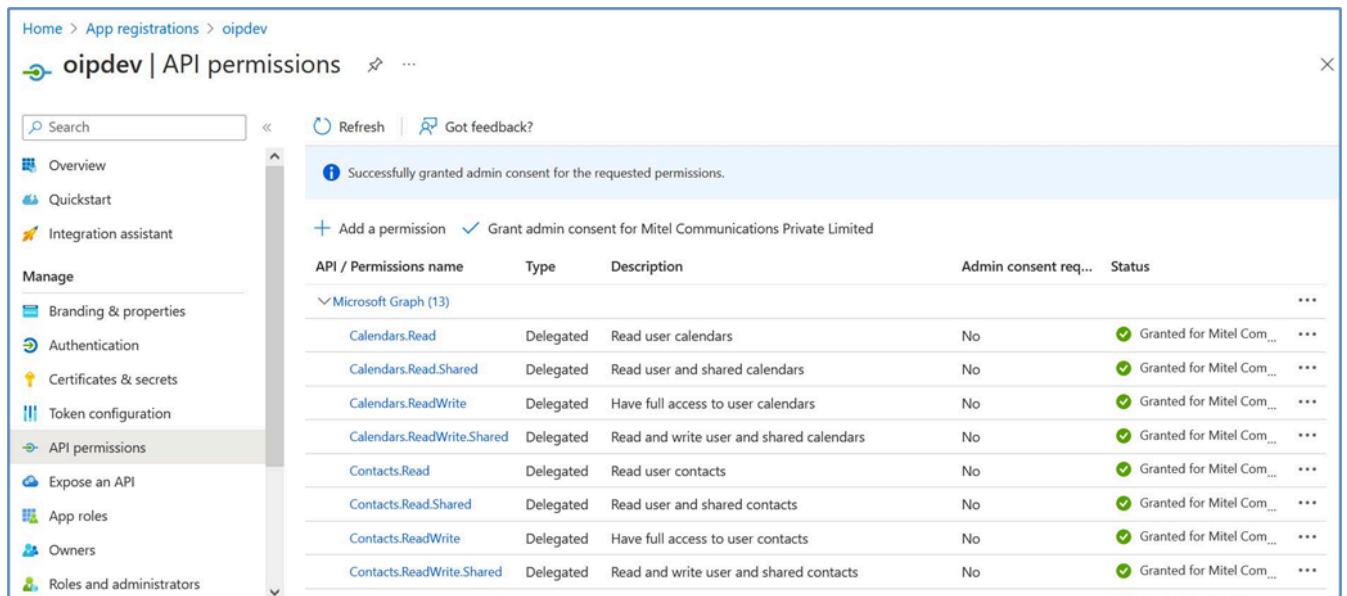 Home > App registrations > oipdev
oipdev | API permissions ...
Search
Overview
Quickstart
Integration assistant
Manage
Branding & properties
Authentication
Certificates & secrets
Token configuration
API permissions
Expose an API
App roles
Owners
Roles and administrators
Refresh Got feedback?
Successfully granted admin consent for the requested permissions.
Add a permission Grant admin consent for Mitel Communications Private Limited
API / Permissions name Type Description Admin consent req... Status
Microsoft Graph (13) ...
Calendars.Read Delegated Read user calendars No Granted for Mitel Com... ...
Calendars.Read.Shared Delegated Read user and shared calendars No Granted for Mitel Com... ...
Calendars.ReadWrite Delegated Have full access to user calendars No Granted for Mitel Com... ...
Calendars.ReadWrite.Shared Delegated Read and write user and shared calendars No Granted for Mitel Com... ...
Contacts.Read Delegated Read user contacts No Granted for Mitel Com... ...
Contacts.Read.Shared Delegated Read user and shared contacts No Granted for Mitel Com... ...
Contacts.ReadWrite Delegated Have full access to user contacts No Granted for Mitel Com... ...
Contacts.ReadWrite.Shared Delegated Read and write user and shared contacts No Granted for Mitel Com... ...